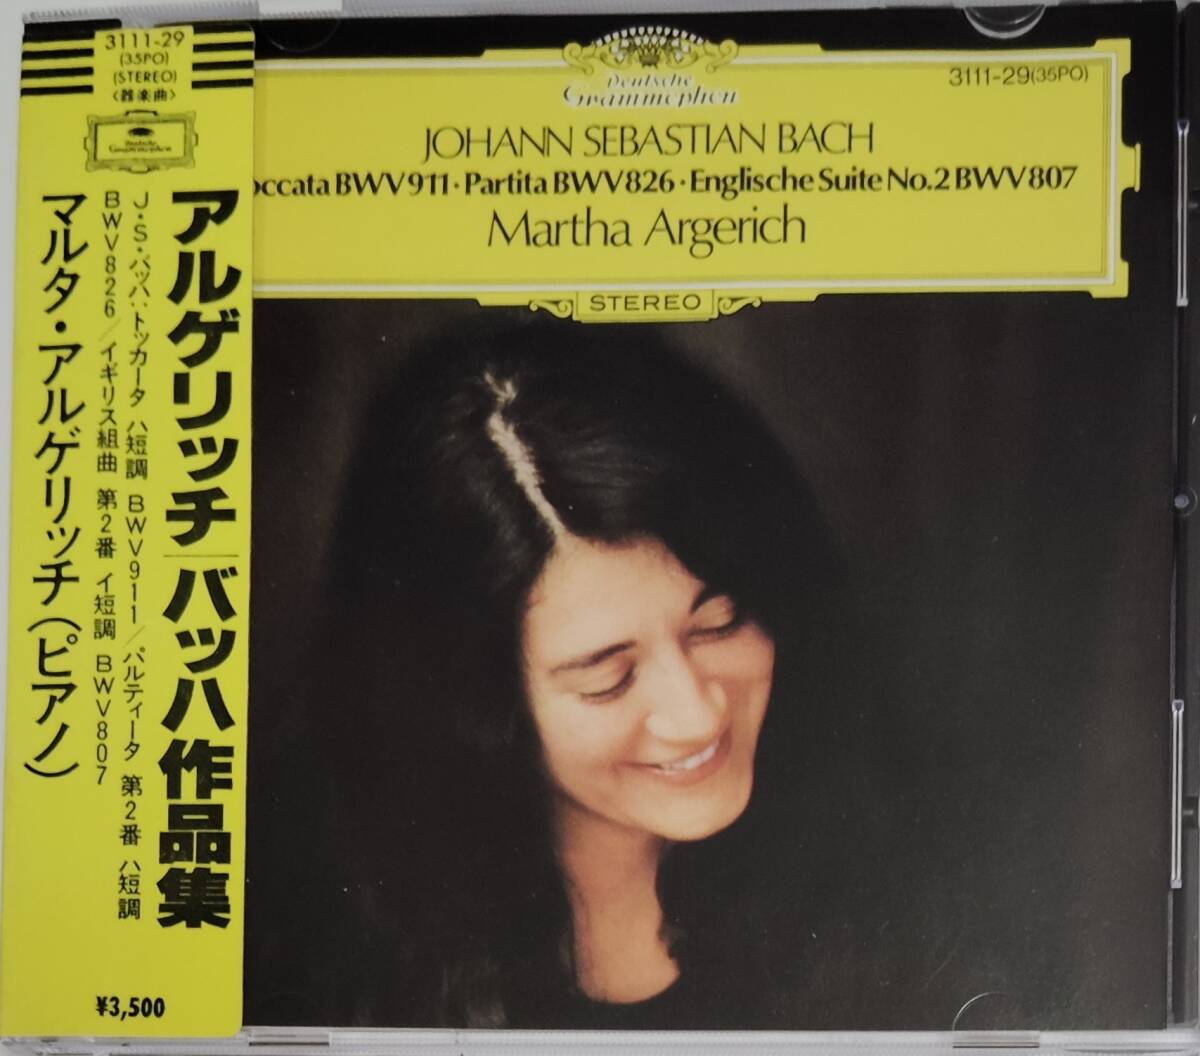 3111-29
(35PO)
(STEREO)
〈器楽曲〉
Deutsche
Grammophon
アルゲリッチ バッハ作品集
J・S・バッハ:トッカータ ハ短調 BWV911/パルティータ 第2番 ハ短調
BWV826/イギリス組曲 第2番 イ短調 BWV807
マルタ・アルゲリッチ(ピアノ)
¥3,500
Deutsche
Grammophon
3111-29(35PO)
JOHANN SEBASTIAN BACH
occata BWV 911·Partita BWV 826·Englische Suite No.2 BWV 807
Martha Argerich
STEREO